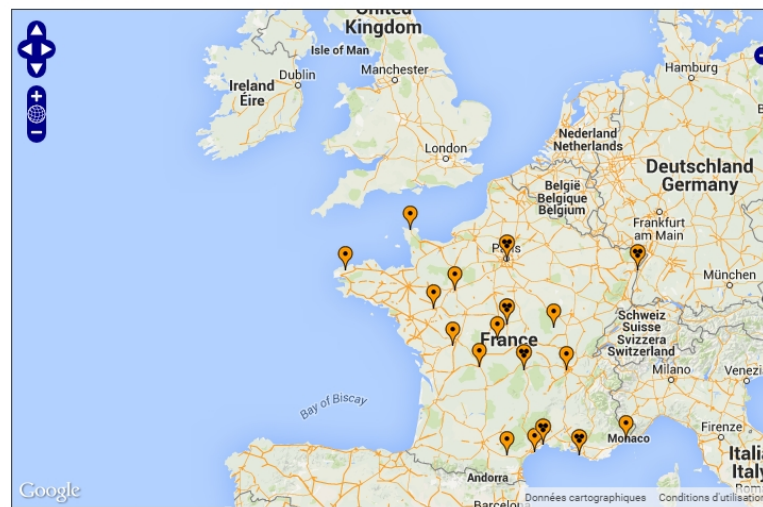 United
Kingdom
Isle of Man
Hamburg
Manchester
Dublin
Ireland
Éire
Nederland
Netherlands
London
België
Belgique
Belgium
Deutschland
Germany
Frankfurt
am Main
Paris
München
Schweiz
Suisse
Svizzera
Switzerland
France
Milano
Venezi
Bay of Biscay
Monaco
Firenze
Italia
Italy
Andorra
Barcelona
Rom
Google
Données cartographiques
Conditions d'utilisation